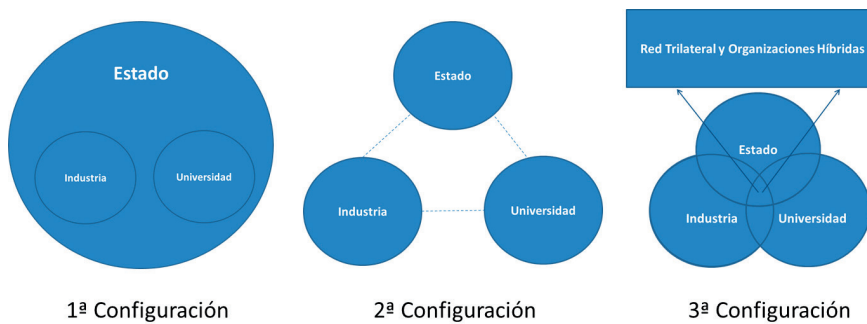 Estado
Industria
Universidad
1ª Configuración
Estado
Industria
Universidad
2ª Configuración
Red Trilateral y Organizaciones Híbridas
Estado
Industria
Universidad
3ª Configuración